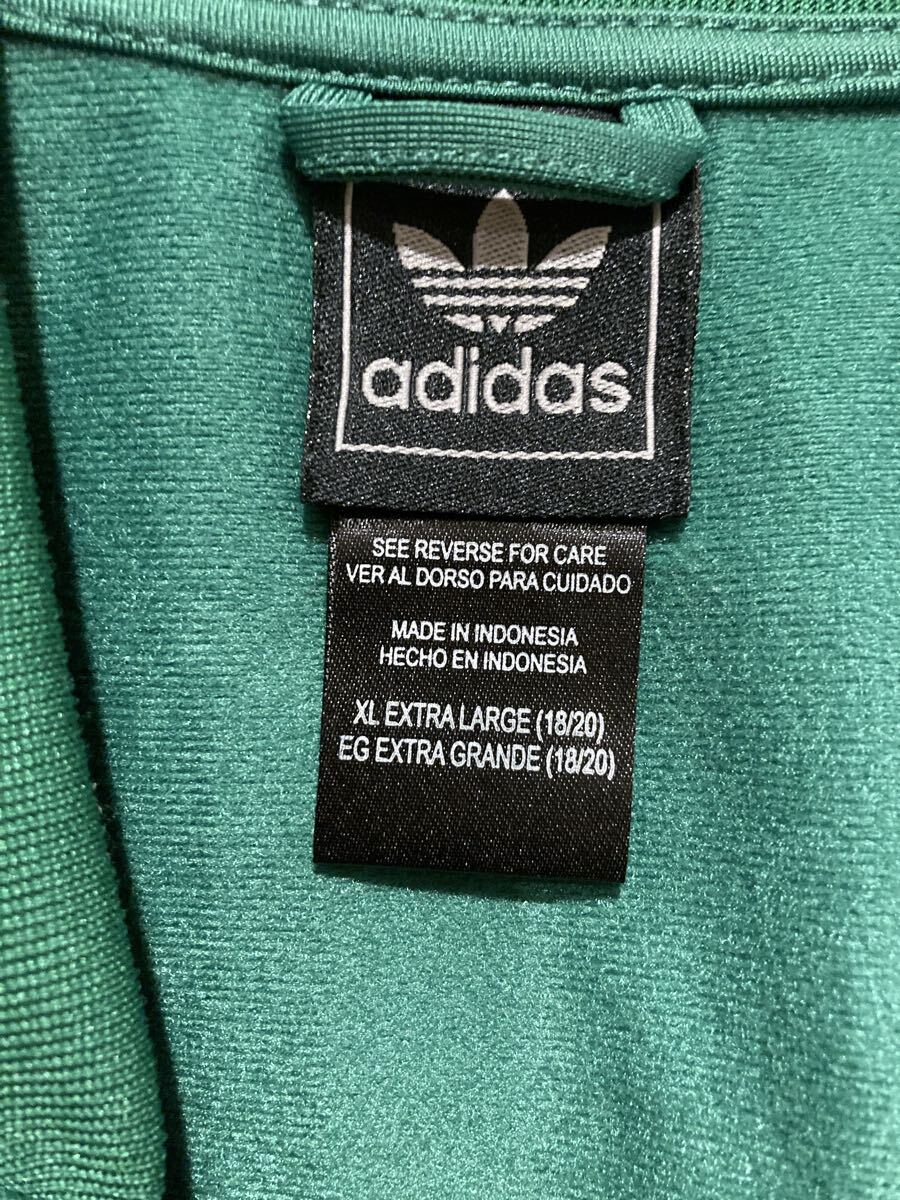 adidas
SEE REVERSE FOR CARE
VER AL DORSO PARA CUIDADO
MADE IN INDONESIA
HECHO EN INDONESIA
XL EXTRA LARGE (18/20)
EG EXTRA GRANDE (18/20)